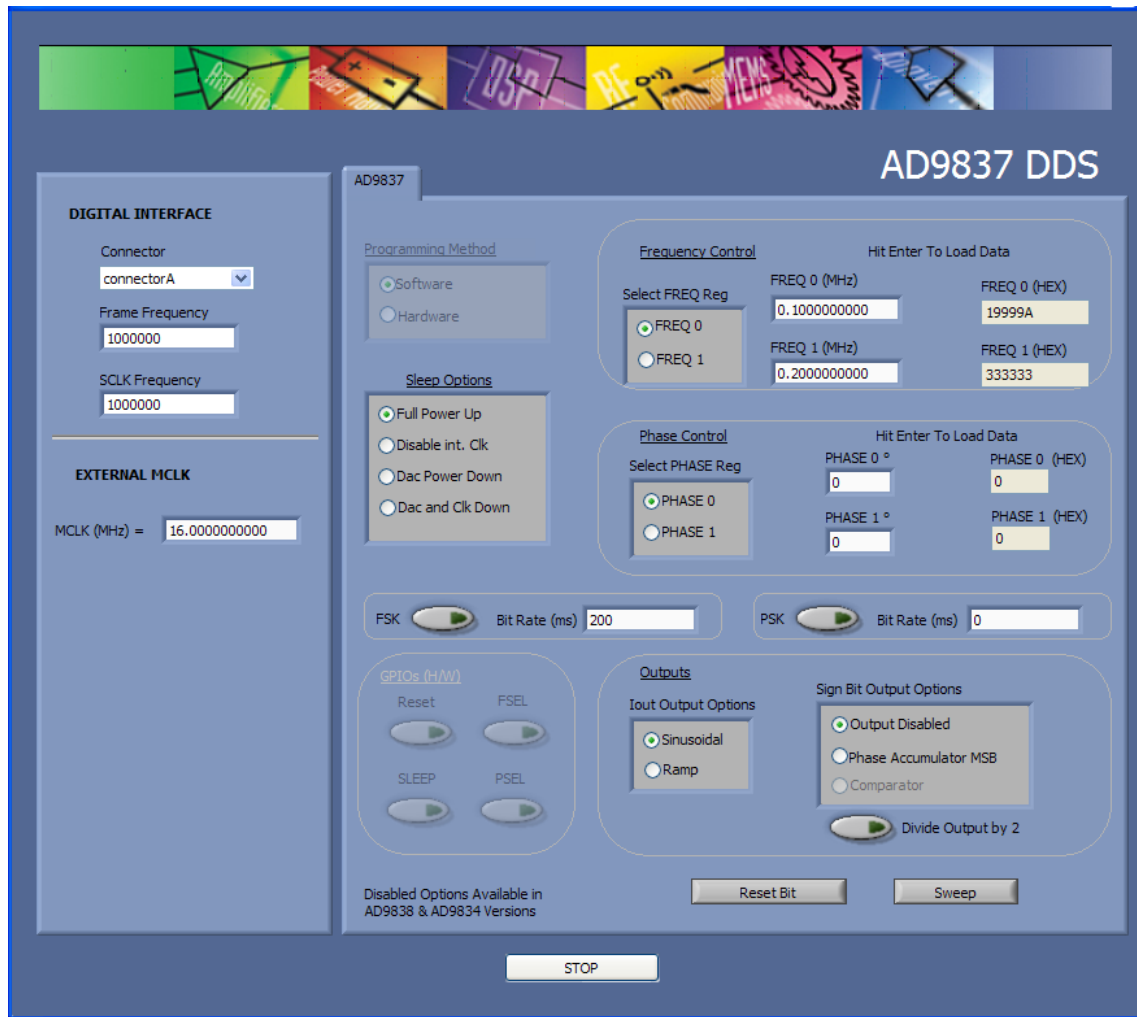 Amplifier
DSP
RF
MEMS
AD9837 DDS
DIGITAL INTERFACE
Connector
connectorA
Frame Frequency
1000000
SCLK Frequency
1000000
EXTERNAL MCLK
MCLK (MHz) = 16.0000000000
AD9837
Programming Method
Software
Hardware
Sleep Options
Full Power Up
Disable int. Clk
Dac Power Down
Dac and Clk Down
Frequency Control
Hit Enter To Load Data
Select FREQ Reg
FREQ 0
FREQ 1
FREQ 0 (MHz)
0.1000000000
FREQ 0 (HEX)
19999A
FREQ 1 (MHz)
0.2000000000
FREQ 1 (HEX)
333333
Phase Control
Hit Enter To Load Data
Select PHASE Reg
PHASE 0
PHASE 1
PHASE 0 °
0
PHASE 0 (HEX)
0
PHASE 1 °
0
PHASE 1 (HEX)
0
FSK Bit Rate (ms) 200
PSK Bit Rate (ms) 0
GPIOs (H/W)
Reset FSEL
SLEEP PSEL
Outputs
Iout Output Options
Sinusoidal
Ramp
Sign Bit Output Options
Output Disabled
Phase Accumulator MSB
Comparator
Divide Output by 2
Disabled Options Available in
AD9838 & AD9834 Versions
Reset Bit
Sweep
STOP